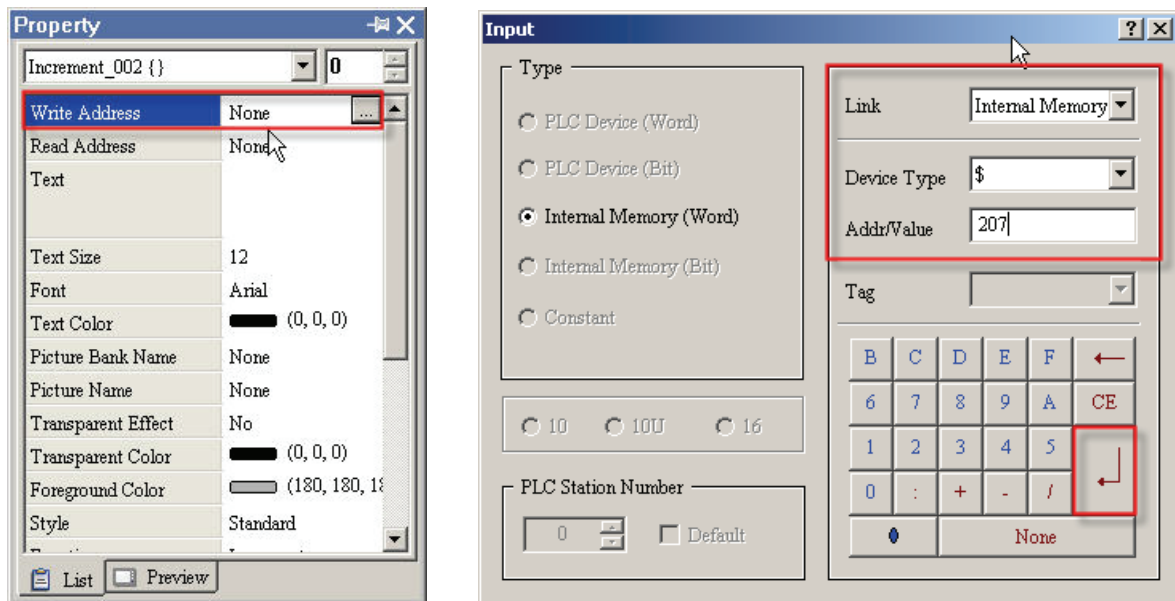 Property
Increment_002 {} 0
Write Address None ...
Read Address None
Text
Text Size 12
Font Arial
Text Color (0, 0, 0)
Picture Bank Name None
Picture Name None
Transparent Effect No
Transparent Color (0, 0, 0)
Foreground Color (180, 180, 18
Style Standard
List Preview
Input ? X
Type
PLC Device (Word)
PLC Device (Bit)
Internal Memory (Word)
Internal Memory (Bit)
Constant
10 10U 16
PLC Station Number
0 Default
Link Internal Memory
Device Type $
Addr/Value 207
Tag
B C D E F ←
6 7 8 9 A CE
1 2 3 4 5
0 : + - /
None